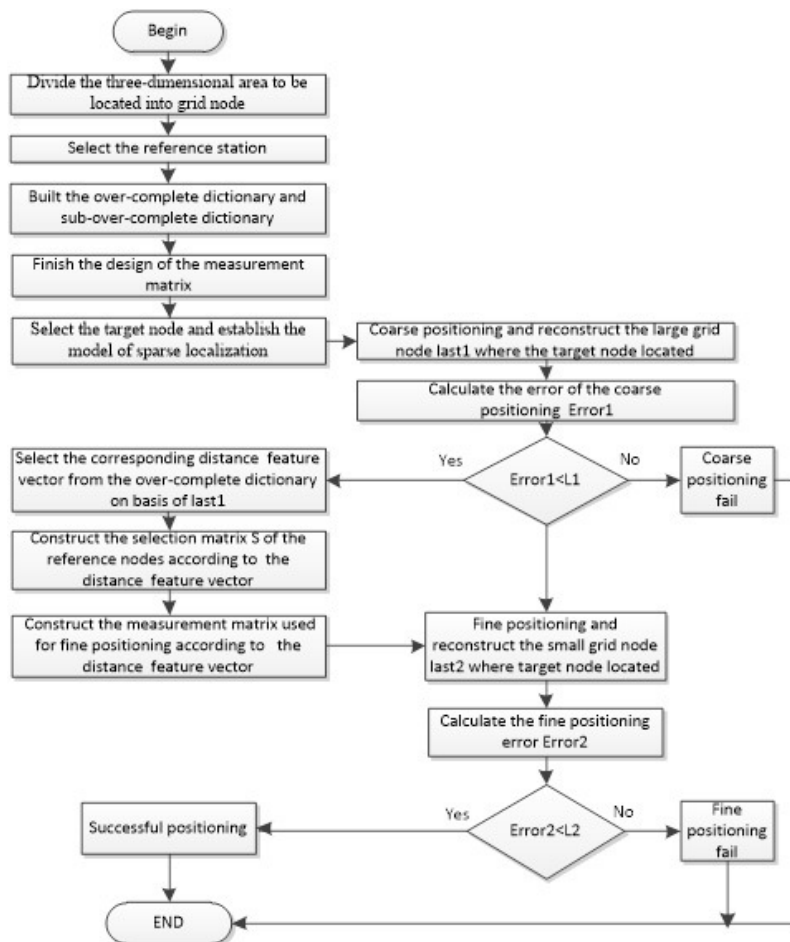 Begin
Divide the three-dimensional area to be
located into grid node
Select the reference station
Built the over-complete dictionary and
sub-over-complete dictionary
Finish the design of the measurement
matrix
Select the target node and establish the
model of sparse localization
Coarse positioning and reconstruct the large grid
node last1 where the target node located
Calculate the error of the coarse
positioning Error1
Error1<L1
Yes
No
Coarse
positioning
fail
Select the corresponding distance feature
vector from the over-complete dictionary
on basis of last1
Construct the selection matrix S of the
reference nodes according to the
distance feature vector
Construct the measurement matrix used
for fine positioning according to the
distance feature vector
Fine positioning and
reconstruct the small grid node
last2 where target node located
Calculate the fine positioning
error Error2
Error2<L2
Yes
No
Fine
positioning
fail
Successful positioning
END